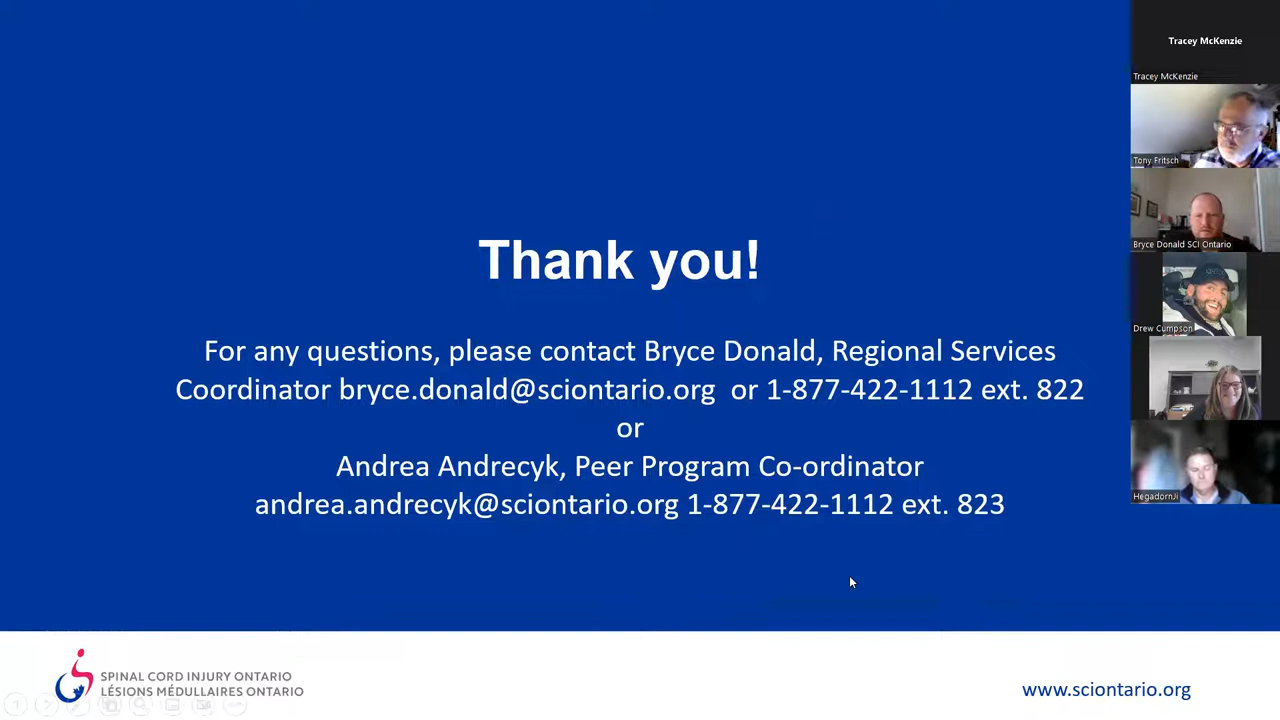 Thank you!
For any questions, please contact Bryce Donald, Regional Services
Coordinator bryce.donald@sciontario.org or 1-877-422-1112 ext. 822
or
Andrea Andrecyk, Peer Program Co-ordinator
andrea.andrecyk@sciontario.org 1-877-422-1112 ext. 823
SPINAL CORD INJURY ONTARIO
LÉSIONS MÉDULLAIRES ONTARIO
www.sciontario.org
Tracey McKenzie
Tracey McKenzie
Tony Fritsch
Bryce Donald SCI Ontario
Drew Cumpson
HegadornJi